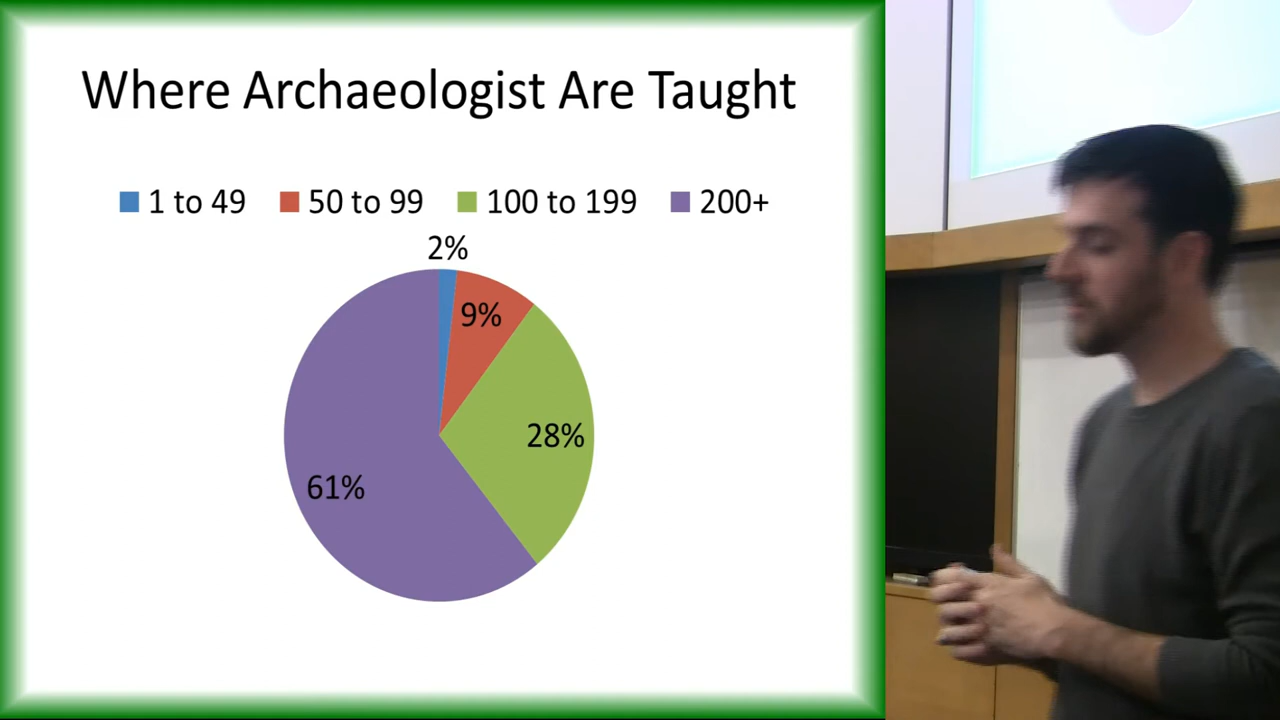 Where Archaeologist Are Taught
1 to 49 50 to 99 100 to 199 200+
2%
9%
28%
61%